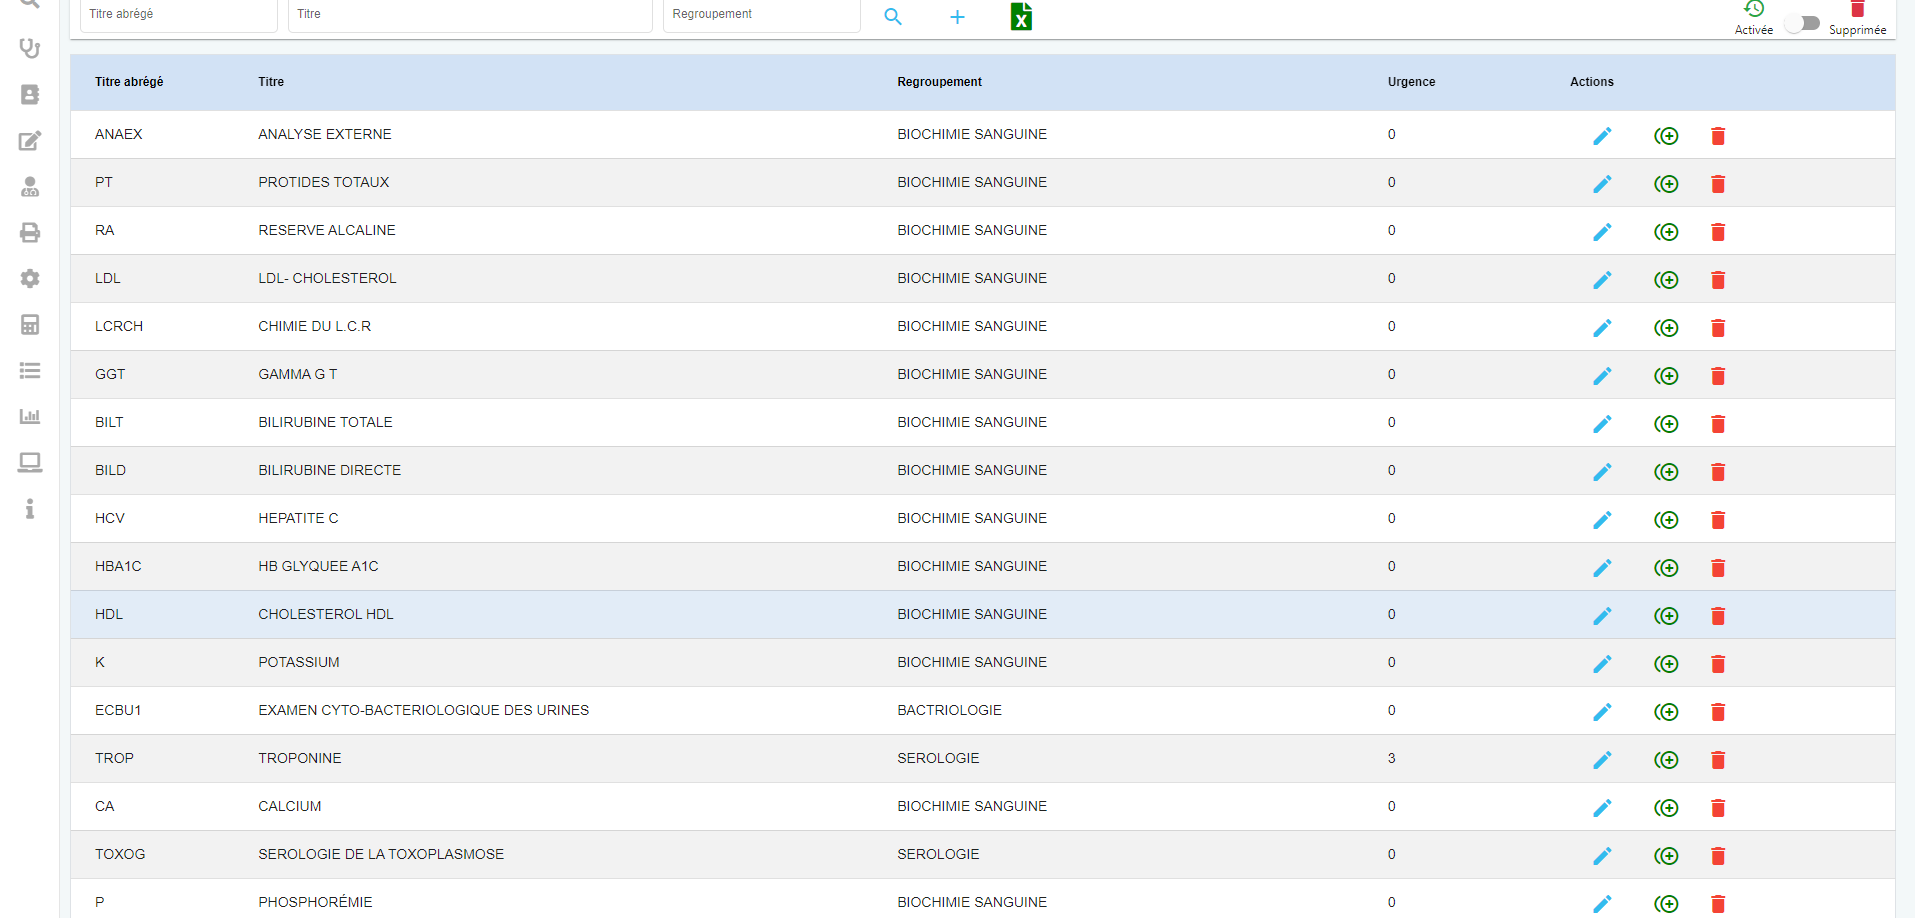 Titre abrégé Titre Regroupement X Activée Supprimée
Titre abrégé Titre Regroupement Urgence Actions
ANAEX ANALYSE EXTERNE BIOCHIMIE SANGUINE 0
PT PROTIDES TOTAUX BIOCHIMIE SANGUINE 0
RA RESERVE ALCALINE BIOCHIMIE SANGUINE 0
LDL LDL- CHOLESTEROL BIOCHIMIE SANGUINE 0
LCRCH CHIMIE DU L.C.R BIOCHIMIE SANGUINE 0
GGT GAMMA G T BIOCHIMIE SANGUINE 0
BILT BILIRUBINE TOTALE BIOCHIMIE SANGUINE 0
BILD BILIRUBINE DIRECTE BIOCHIMIE SANGUINE 0
HCV HEPATITE C BIOCHIMIE SANGUINE 0
HBA1C HB GLYQUEE A1C BIOCHIMIE SANGUINE 0
HDL CHOLESTEROL HDL BIOCHIMIE SANGUINE 0
K POTASSIUM BIOCHIMIE SANGUINE 0
ECBU1 EXAMEN CYTO-BACTERIOLOGIQUE DES URINES BACTRIOLOGIE 0
TROP TROPONINE SEROLOGIE 3
CA CALCIUM BIOCHIMIE SANGUINE 0
TOXOG SEROLOGIE DE LA TOXOPLASMOSE SEROLOGIE 0
P PHOSPHORÉMIE BIOCHIMIE SANGUINE 0